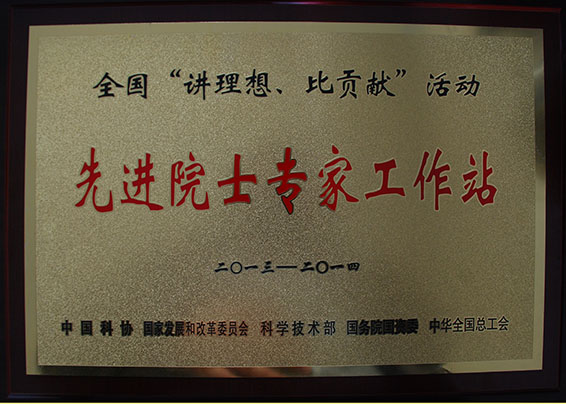 全国“讲理想、比贡献”活动
先进院士专家工作站
二〇一三—二〇一四
中国科协 国家发展和改革委员会 科学技术部 国务院国资委 中华全国总工会